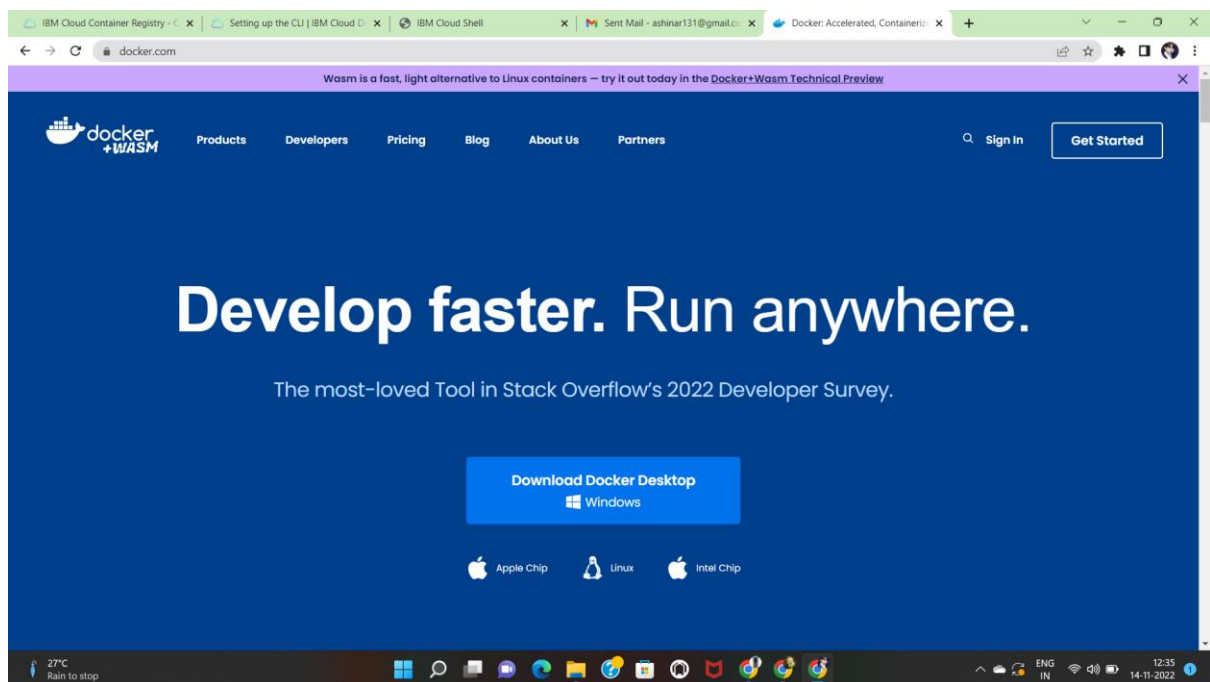 IBM Cloud Container Registry - C
Setting up the CLI | IBM Cloud D
IBM Cloud Shell
Sent Mail - ashinar131@gmail.co
Docker: Accelerated, Containeriz
docker.com
Wasm is a fast, light alternative to Linux containers — try it out today in the Docker+Wasm Technical Preview
docker
+WASM
Products Developers Pricing Blog About Us Partners Sign In Get Started
Develop faster. Run anywhere.
The most-loved Tool in Stack Overflow's 2022 Developer Survey.
Download Docker Desktop
Windows
Apple Chip Linux Intel Chip
27°C
Rain to stop
ENG
IN
12:35
14-11-2022
1